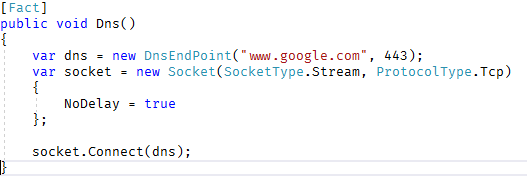 [Fact]
public void Dns()
{
    var dns = new DnsEndPoint("www.google.com", 443);
    var socket = new Socket(SocketType.Stream, ProtocolType.Tcp)
    {
        NoDelay = true
    };

    socket.Connect(dns);
}